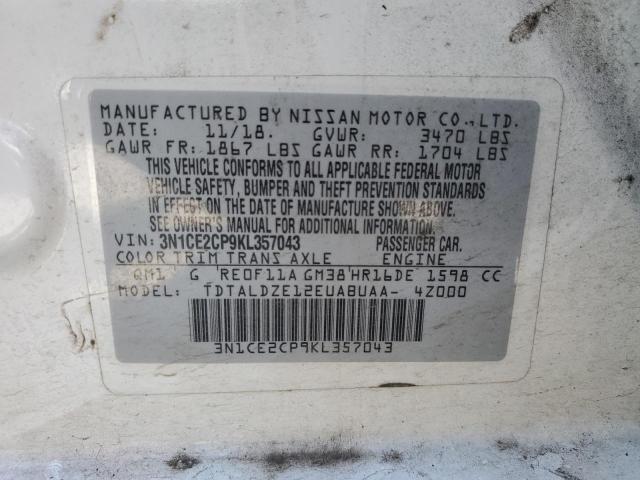 MANUFACTURED BY NISSAN MOTOR CO.,LTD.
DATE: 11/18. GVWR: 3470 LBS
GAWR FR: 1867 LBS GAWR RR: 1704 LBS
THIS VEHICLE CONFORMS TO ALL APPLICABLE FEDERAL MOTOR
VEHICLE SAFETY, BUMPER AND THEFT PREVENTION STANDARDS
IN EFFECT ON THE DATE OF MANUFACTURE SHOWN ABOVE.
SEE OWNER'S MANUAL FOR ADDITIONAL INFORMATION.
VIN: 3N1CE2CP9KL357043 PASSENGER CAR.
COLOR TRIM TRANS AXLE ENGINE
QM1 G RE0F11A GM38 HR16DE 1598 CC
MODEL: TDTALDZE12EUABUAA- 4Z000
3N1CE2CP9KL357043